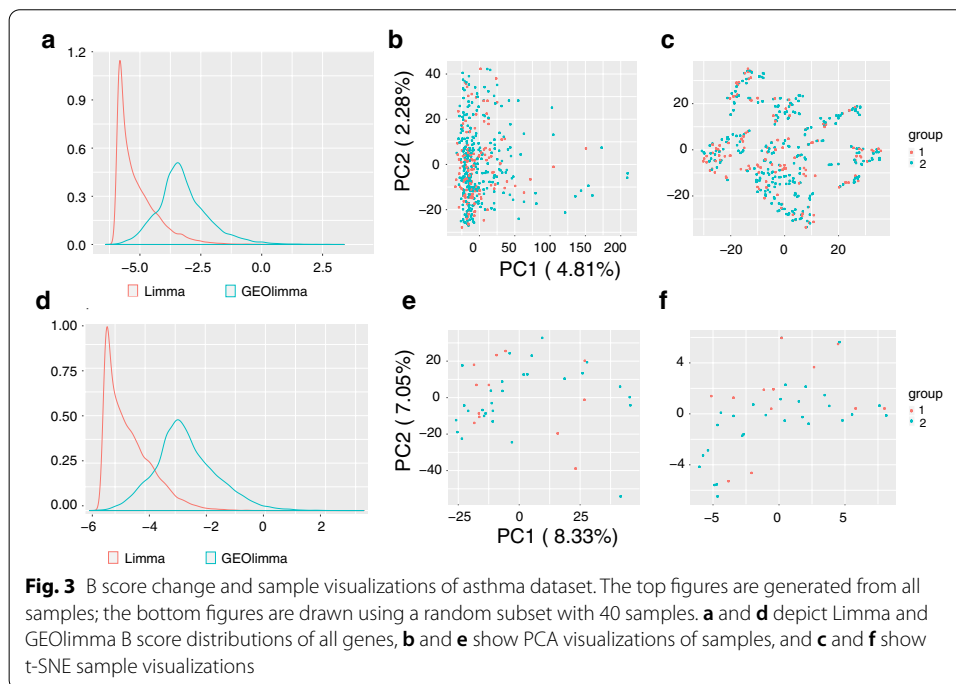 a
b
c
1.2
0.9
0.6
0.3
0.0
−5.0
−2.5
0.0
2.5
Limma
GEOlimma
PC2 ( 2.28%)
40
20
0
−20
0
50
100
150
200
PC1 ( 4.81%)
20
0
−20
−20
0
20
group
1
2
d
e
f
1.00
0.75
0.50
0.25
0.00
−6
−4
−2
0
2
Limma
GEOlimma
PC2 ( 7.05%)
20
0
−20
−40
−25
0
25
PC1 ( 8.33%)
4
0
−4
−5
0
5
group
1
2
Fig. 3 B score change and sample visualizations of asthma dataset. The top figures are generated from all
samples; the bottom figures are drawn using a random subset with 40 samples. a and d depict Limma and
GEOlimma B score distributions of all genes, b and e show PCA visualizations of samples, and c and f show
t-SNE sample visualizations